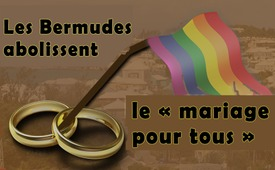 Les Bermudes
abolissent
le « mariage
pour tous »